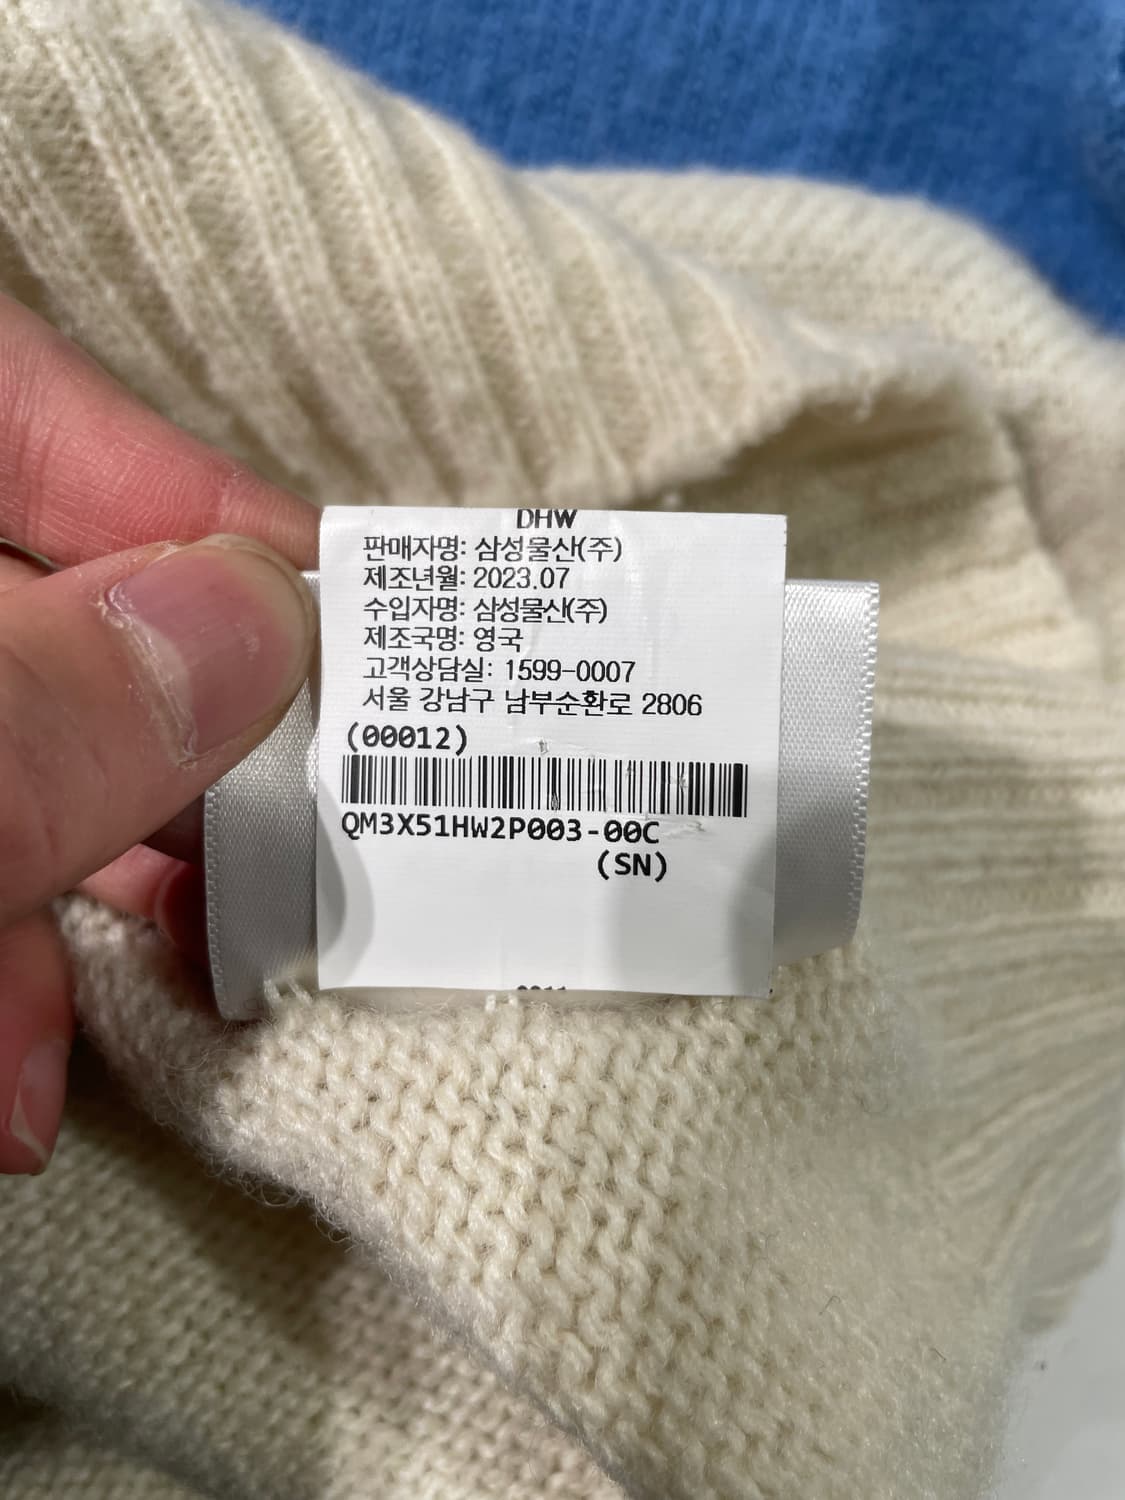 DHW
판매자명: 삼성물산(주)
제조년월: 2023.07
수입자명: 삼성물산(주)
제조국명: 영국
고객상담실: 1599-0007
서울 강남구 남부순환로 2806
(00012)
QM3X51HW2P003-00C
(SN)